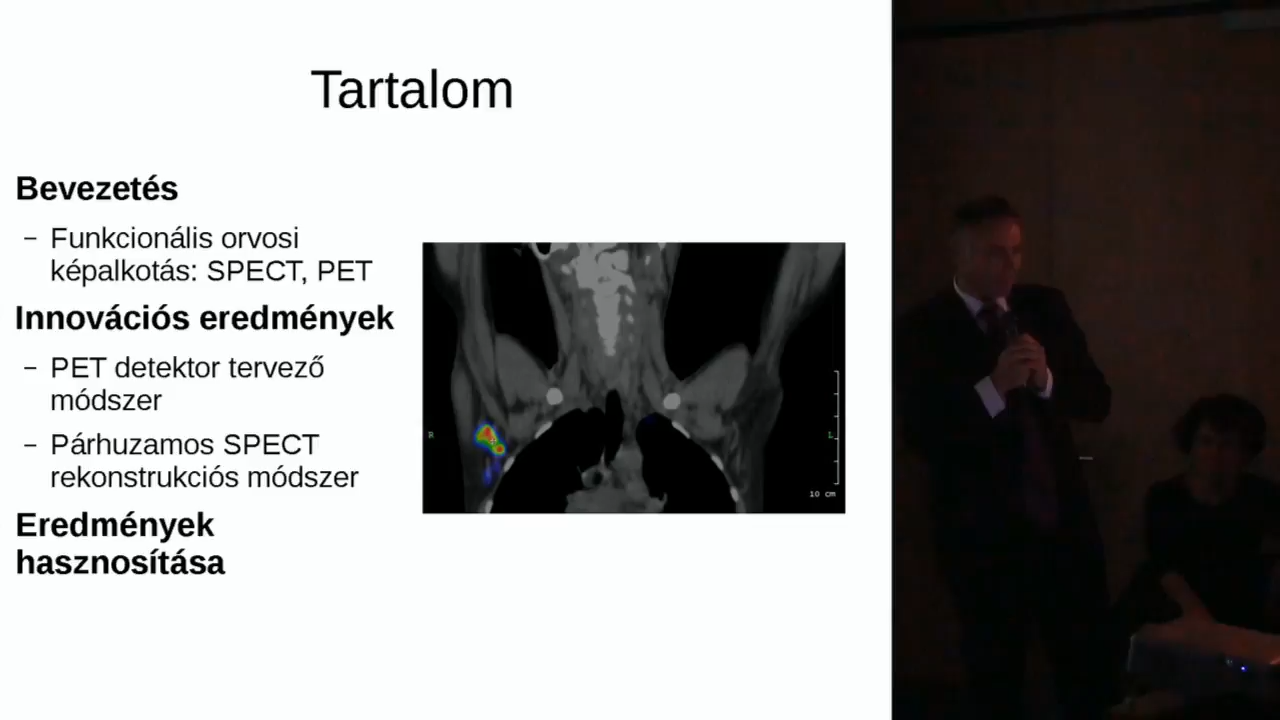 Tartalom
Bevezetés
– Funkcionális orvosi
képalkotás: SPECT, PET
Innovációs eredmények
– PET detektor tervező
módszer
– Párhuzamos SPECT
rekonstrukciós módszer
Eredmények
hasznosítása
R
L
10 cm